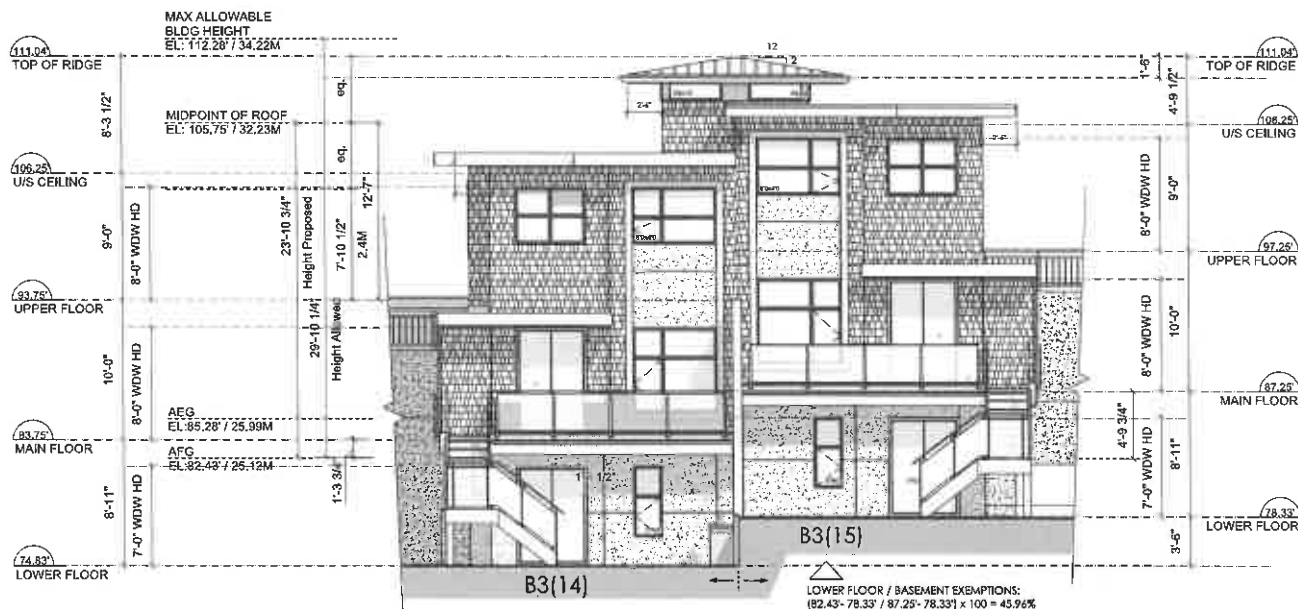 MAX ALLOWABLE
BLDG HEIGHT
EL: 112.28' / 34.22M
111.04'
TOP OF RIDGE
8'-3 1/2"
MIDPOINT OF ROOF
EL: 105.75' / 32.23M
106.25'
U/S CEILING
9'-0"
8'-0" WDW HD
23'-10 3/4"
Height Proposed
eq.
eq.
12'-7"
7'-10 1/2"
2.4M
93.75'
UPPER FLOOR
29'-10 1/4"
Height Allowed
10'-0"
8'-0" WDW HD
AEG
EL:85.28' / 25.99M
83.75'
MAIN FLOOR
AFG
EL:82.43' / 25.12M
1'-3 3/4"
8'-11"
7'-0" WDW HD
74.83'
LOWER FLOOR
12
2
2'-6"
2'-6"
B3(14)
B3(15)
LOWER FLOOR / BASEMENT EXEMPTIONS:
(82.43'- 78.33' / 87.25'- 78.33') x 100 = 45.96%
111.04'
TOP OF RIDGE
1'-6"
4'-9 1/2"
106.25'
U/S CEILING
9'-0"
8'-0" WDW HD
97.25'
UPPER FLOOR
10'-0"
8'-0" WDW HD
87.25'
MAIN FLOOR
4'-9 3/4"
8'-11"
7'-0" WDW HD
78.33'
LOWER FLOOR
3'-6"